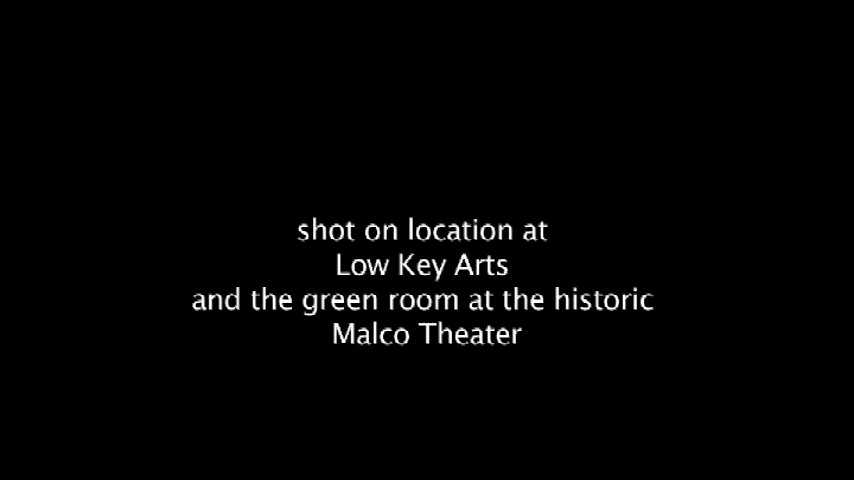 shot on location at
Low Key Arts
and the green room at the historic
Malco Theater